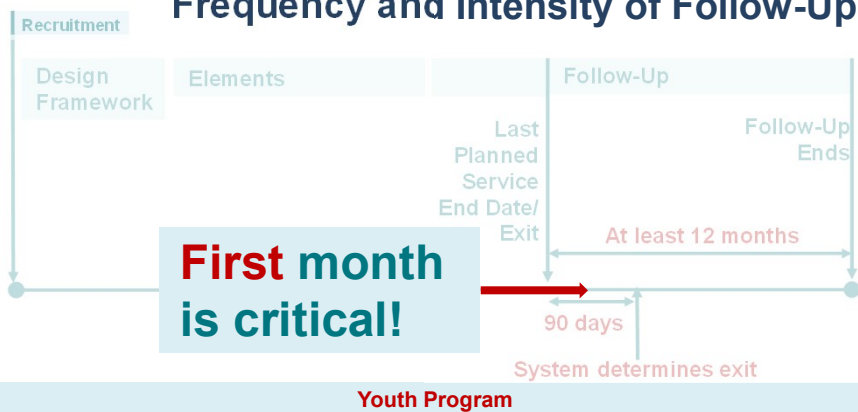 Frequency and Intensity of Follow-Up
Recruitment
Design
Framework
Elements
Follow-Up
Last
Planned
Service
End Date/
Exit
Follow-Up
Ends
At least 12 months
First month
is critical!
90 days
System determines exit
Youth Program